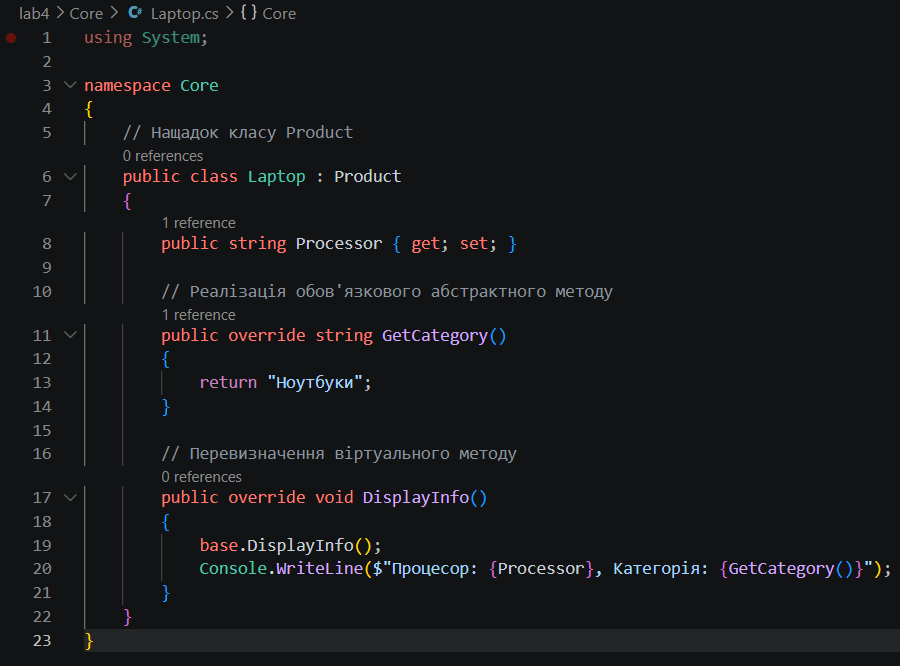 lab4 > Core > C# Laptop.cs > {} Core
1 using System;
2
3 namespace Core
4 {
5 // Нащадок класу Product
0 references
6 public class Laptop : Product
7 {
1 reference
8 public string Processor { get; set; }
9
10 // Реалізація обов'язкового абстрактного методу
1 reference
11 public override string GetCategory()
12 {
13 return "Ноутбуки";
14 }
15
16 // Перевизначення віртуального методу
0 references
17 public override void DisplayInfo()
18 {
19 base.DisplayInfo();
20 Console.WriteLine($"Процесор: {Processor}, Категорія: {GetCategory()}");
21 }
22 }
23 }